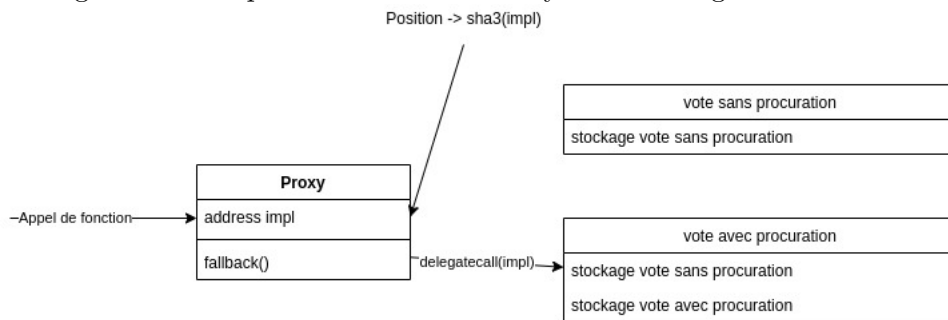 Position -> sha3(impl)
vote sans procuration
stockage vote sans procuration
Proxy
Appel de fonction
address impl
vote avec procuration
fallback()
delegatecall(impl)
stockage vote sans procuration
stockage vote avec procuration